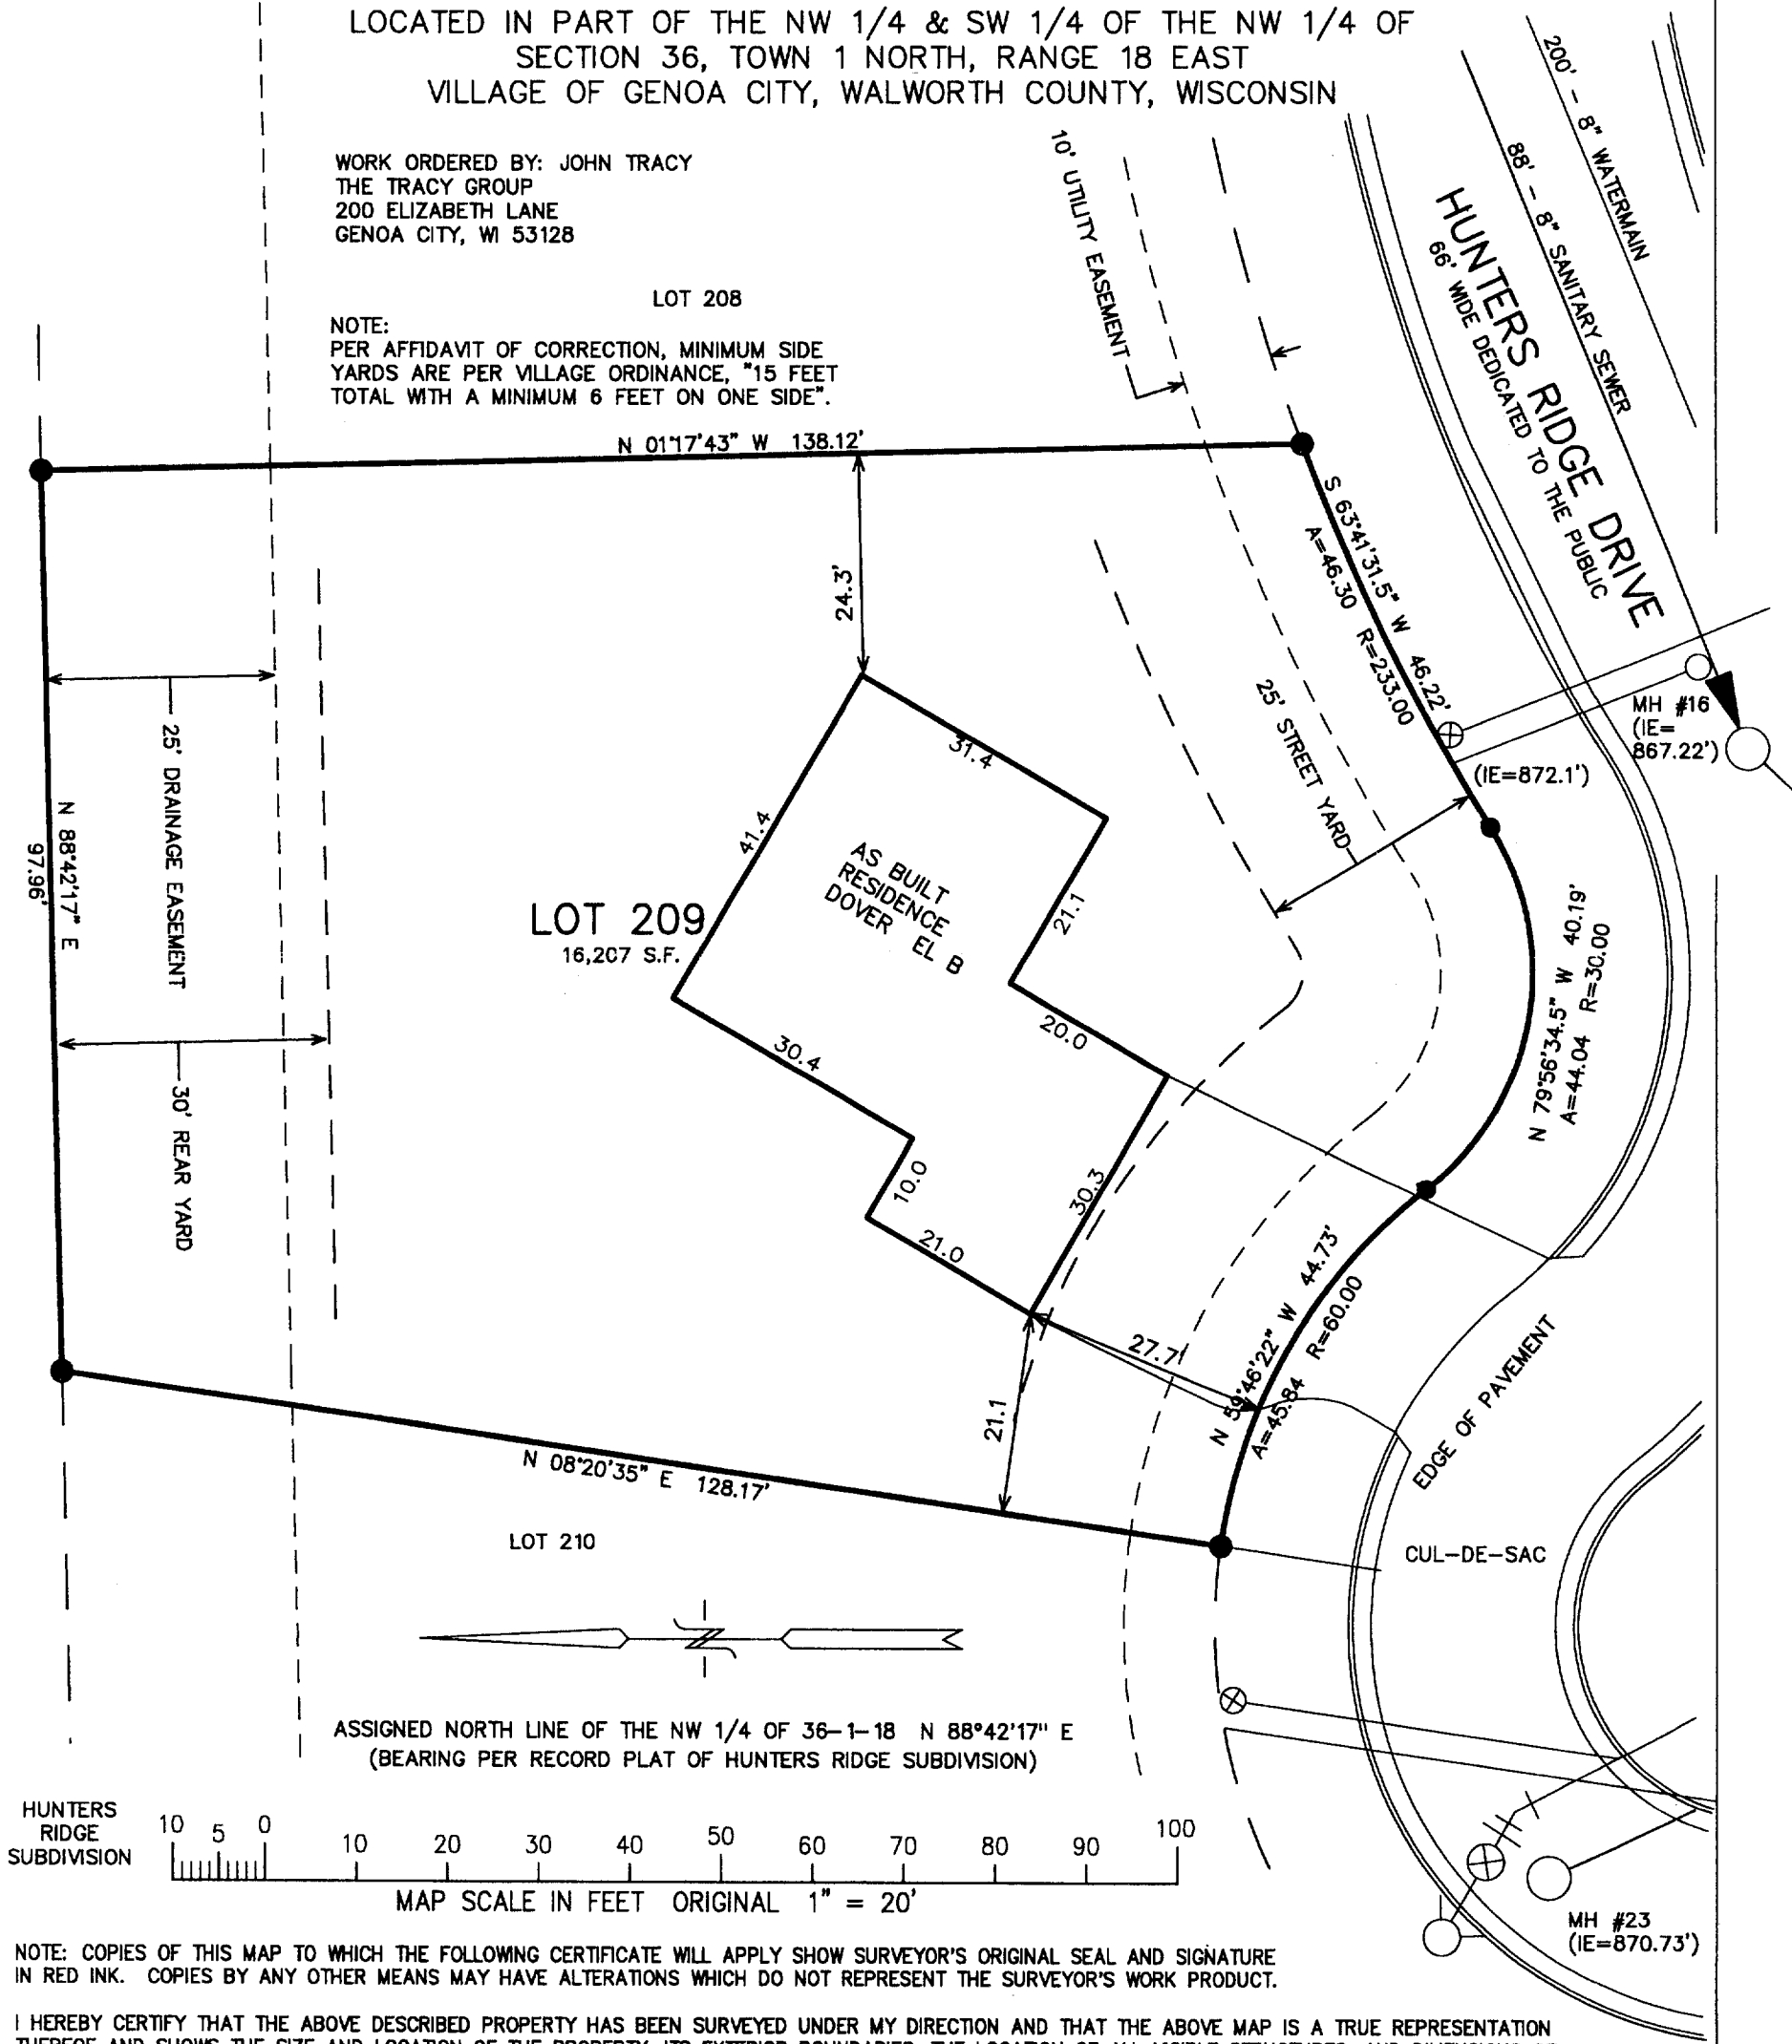 LOCATED IN PART OF THE NW 1/4 & SW 1/4 OF THE NW 1/4 OF
SECTION 36, TOWN 1 NORTH, RANGE 18 EAST
VILLAGE OF GENOA CITY, WALWORTH COUNTY, WISCONSIN
WORK ORDERED BY: JOHN TRACY
THE TRACY GROUP
200 ELIZABETH LANE
GENOA CITY, WI 53128
LOT 208
NOTE:
PER AFFIDAVIT OF CORRECTION, MINIMUM SIDE
YARDS ARE PER VILLAGE ORDINANCE, "15 FEET
TOTAL WITH A MINIMUM 6 FEET ON ONE SIDE".
10' UTILITY EASEMENT
200' - 8" WATERMAIN
88' - 8" SANITARY SEWER
HUNTERS RIDGE DRIVE
66' WIDE DEDICATED TO THE PUBLIC
N 01°17'43" W 138.12'
S 63°41'31.5" W 46.22'
A=46.30 R=233.00
24.3'
25' STREET YARD
MH #16
(IE=
867.22')
(IE=872.1')
31.4
41.4
21.1
20.0
30.4
10.0
21.0
30.3
AS BUILT
RESIDENCE
DOVER EL B
LOT 209
16,207 S.F.
N 88°42'17" E
97.96'
25' DRAINAGE EASEMENT
30' REAR YARD
N 79°56'34.5" W 40.19'
A=44.04 R=30.00
27.7'
21.1
N 59°46'22" W 44.73'
A=45.84 R=60.00
EDGE OF PAVEMENT
N 08°20'35" E 128.17'
LOT 210
CUL-DE-SAC
ASSIGNED NORTH LINE OF THE NW 1/4 OF 36-1-18 N 88°42'17" E
(BEARING PER RECORD PLAT OF HUNTERS RIDGE SUBDIVISION)
HUNTERS
RIDGE
SUBDIVISION
10 5 0 10 20 30 40 50 60 70 80 90 100
MAP SCALE IN FEET ORIGINAL 1" = 20'
MH #23
(IE=870.73')
NOTE: COPIES OF THIS MAP TO WHICH THE FOLLOWING CERTIFICATE WILL APPLY SHOW SURVEYOR'S ORIGINAL SEAL AND SIGNATURE
IN RED INK. COPIES BY ANY OTHER MEANS MAY HAVE ALTERATIONS WHICH DO NOT REPRESENT THE SURVEYOR'S WORK PRODUCT.
I HEREBY CERTIFY THAT THE ABOVE DESCRIBED PROPERTY HAS BEEN SURVEYED UNDER MY DIRECTION AND THAT THE ABOVE MAP IS A TRUE REPRESENTATION